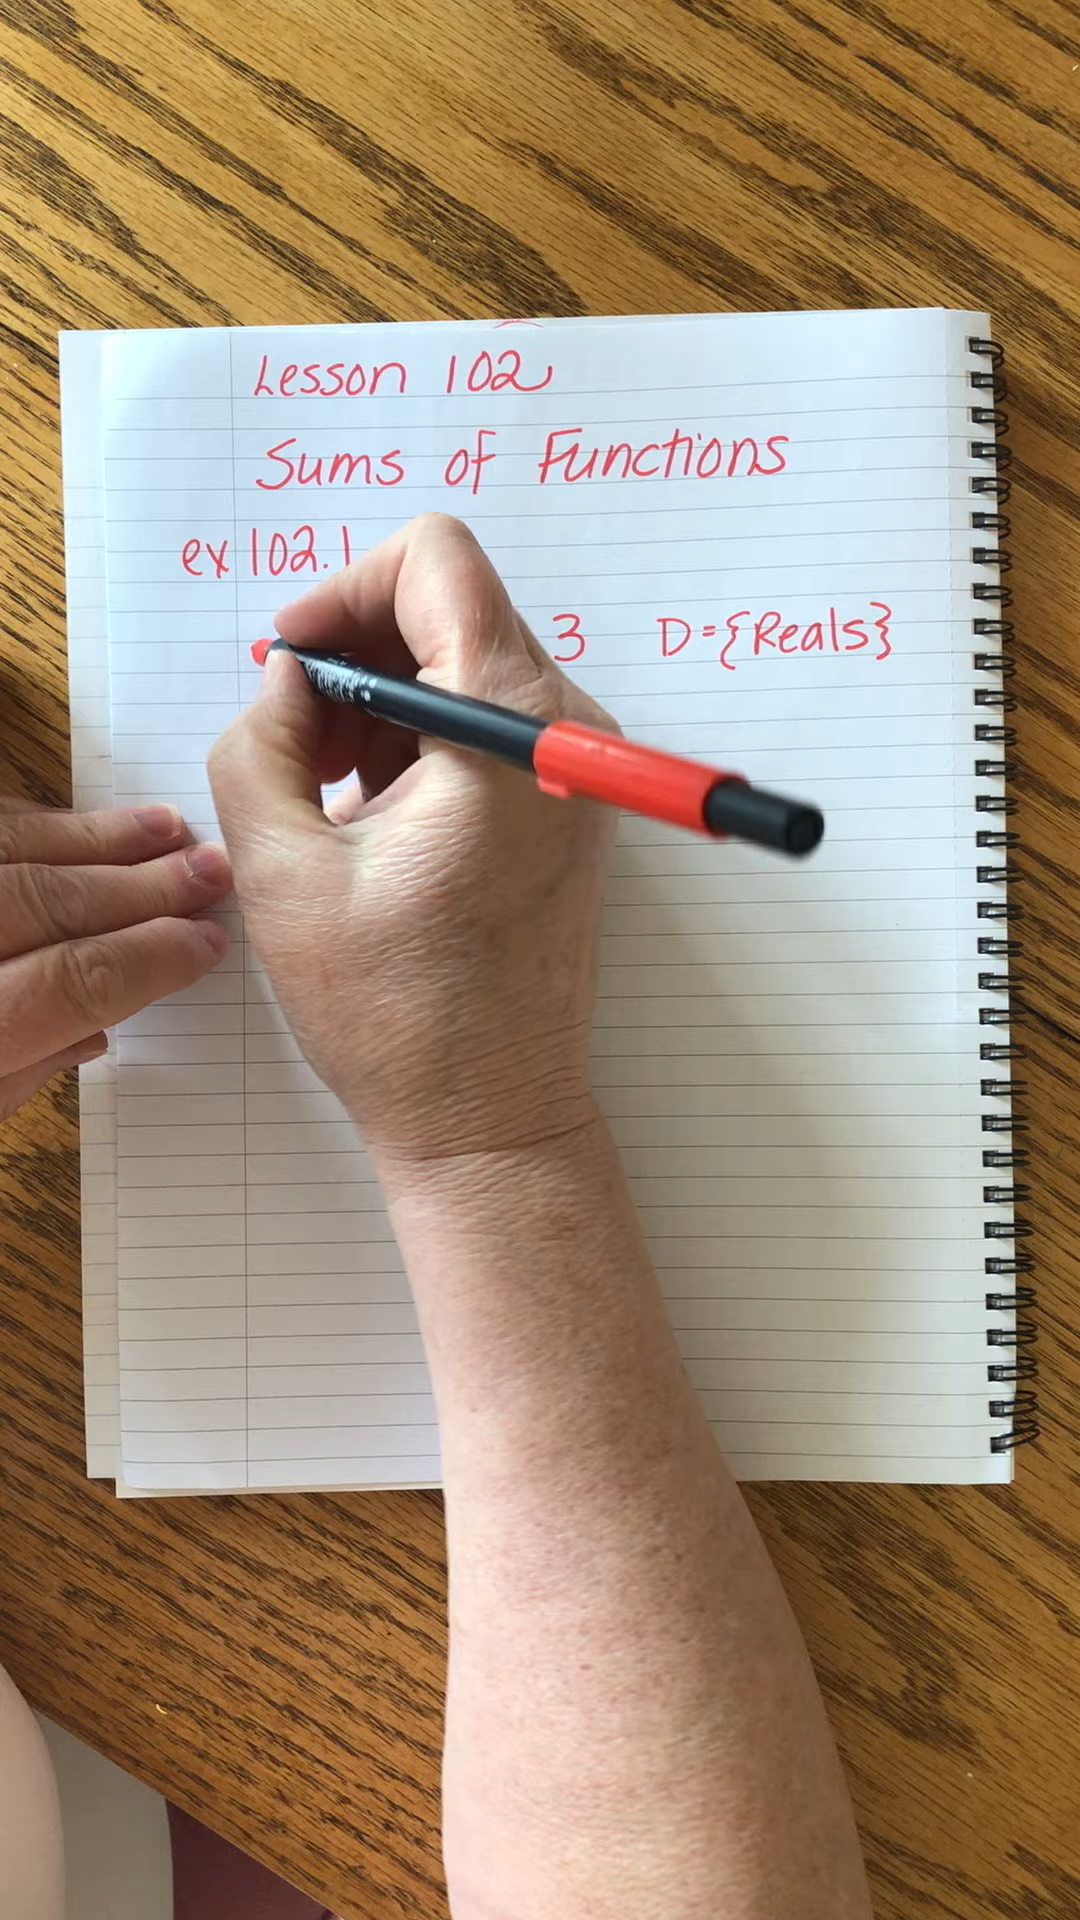 Lesson 102
Sums of Functions
ex 102.1
3 D={Reals}